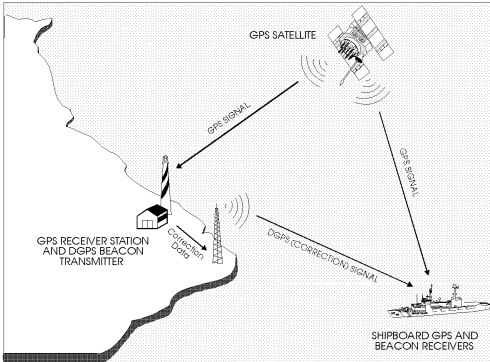 GPS SATELLITE
GPS SIGNAL
GPS SIGNAL
GPS RECEIVER STATION
AND DGPS BEACON
TRANSMITTER
Correction
Data
DGPS (CORRECTION) SIGNAL
SHIPBOARD GPS AND
BEACON RECEIVERS